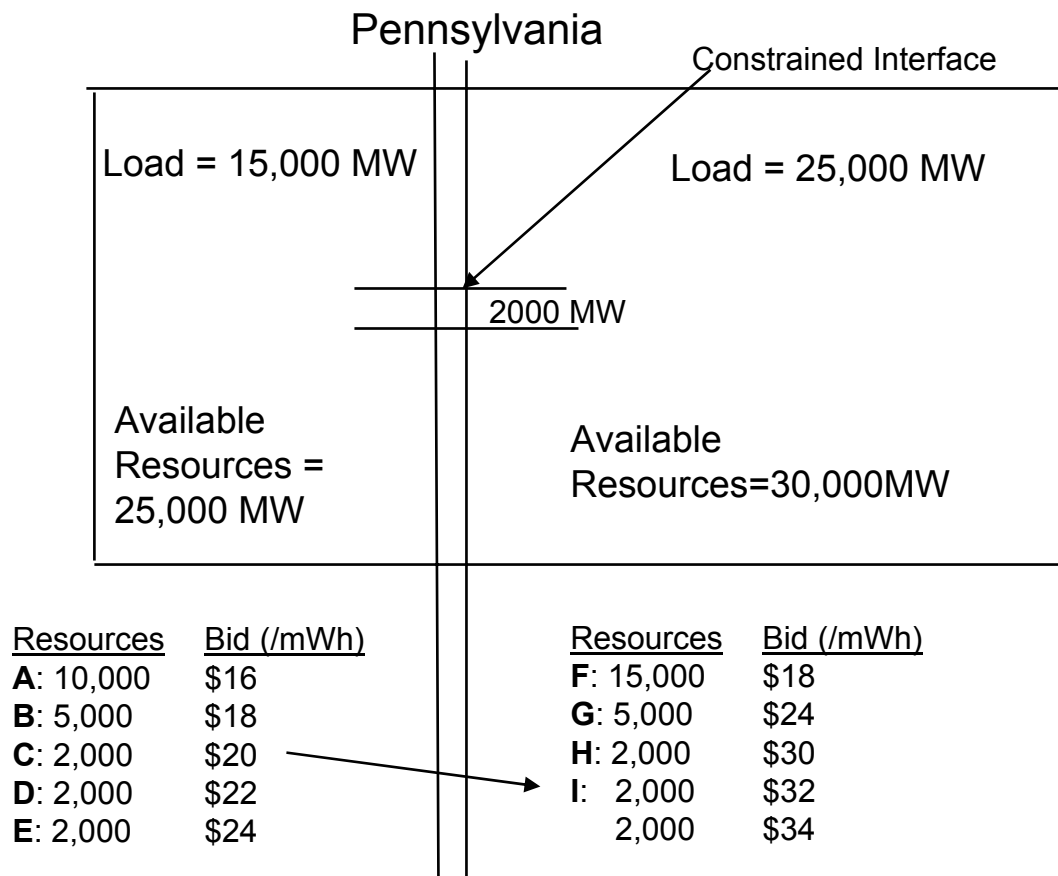 Pennsylvania
Constrained Interface
Load = 15,000 MW
Load = 25,000 MW
2000 MW
Available
Resources =
25,000 MW
Available
Resources=30,000MW
Resources Bid (/mWh)
A: 10,000 $16
B: 5,000 $18
C: 2,000 $20
D: 2,000 $22
E: 2,000 $24
Resources Bid (/mWh)
F: 15,000 $18
G: 5,000 $24
H: 2,000 $30
I: 2,000 $32
2,000 $34